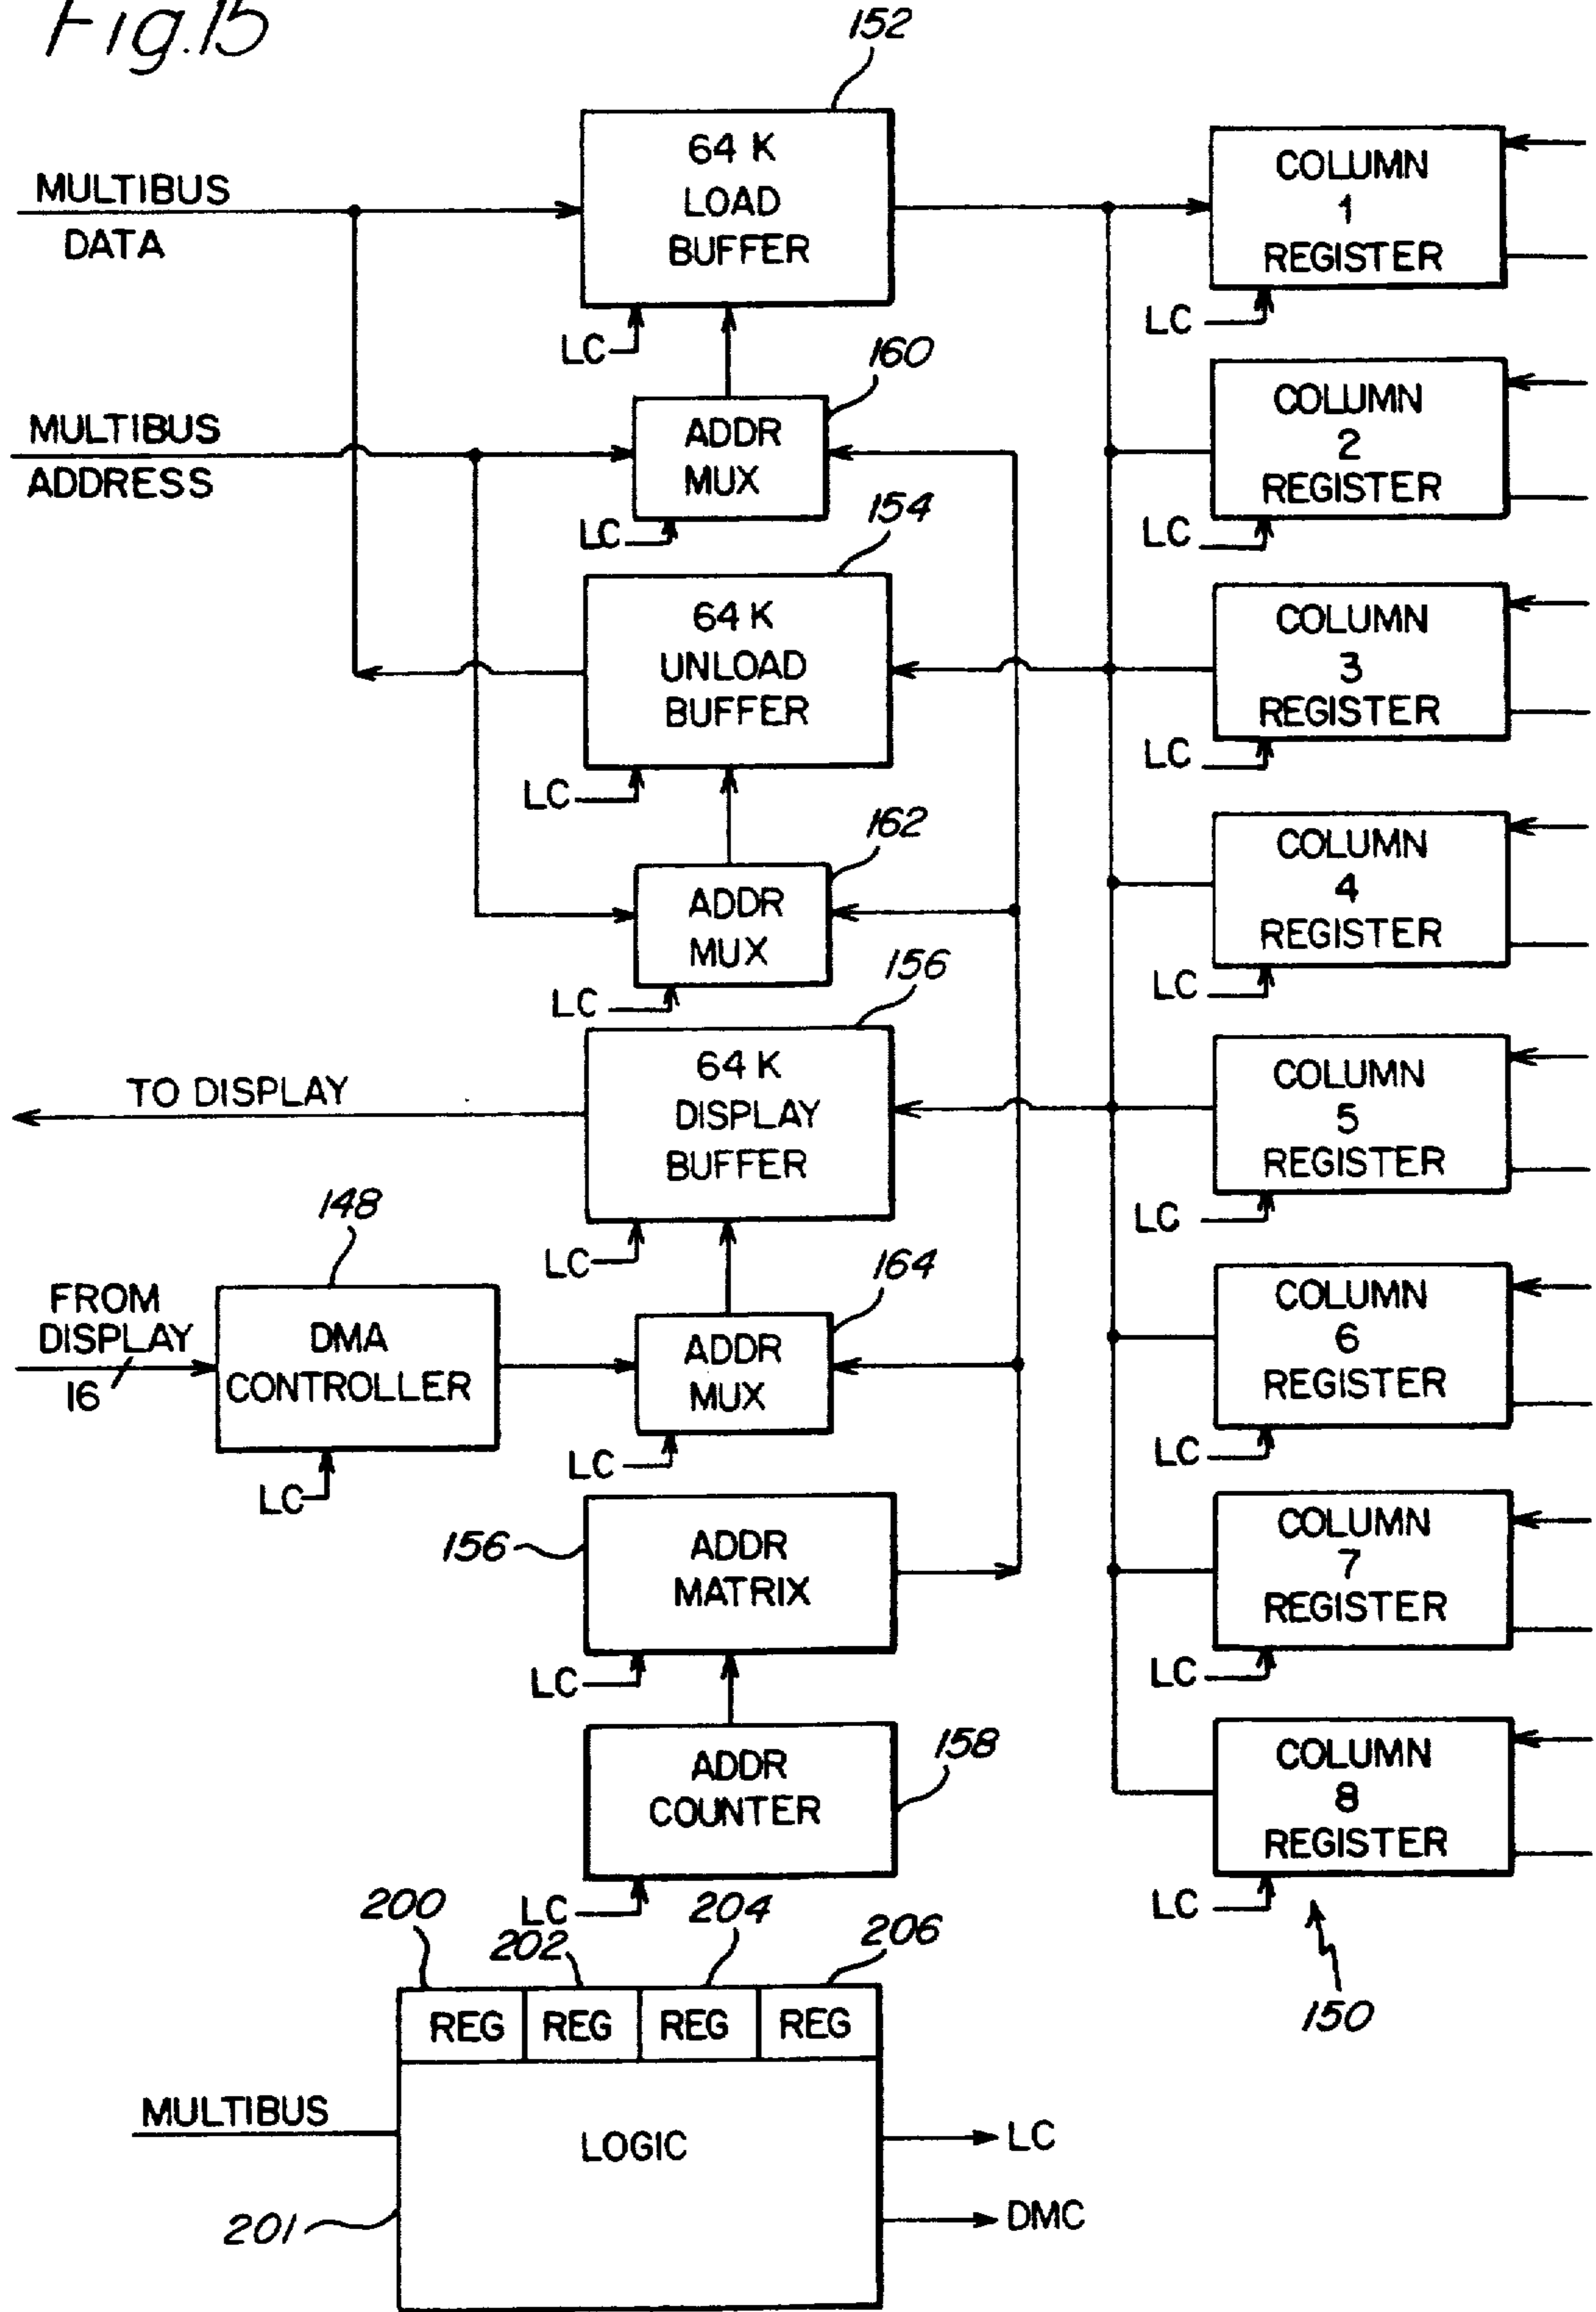 Fig.15
152
64 K
LOAD
BUFFER
MULTIBUS
DATA
LC
COLUMN
1
REGISTER
LC
160
ADDR
MUX
LC
MULTIBUS
ADDRESS
COLUMN
2
REGISTER
LC
154
64 K
UNLOAD
BUFFER
LC
COLUMN
3
REGISTER
LC
162
ADDR
MUX
LC
COLUMN
4
REGISTER
LC
156
64 K
DISPLAY
BUFFER
LC
TO DISPLAY
COLUMN
5
REGISTER
LC
148
FROM
DISPLAY
16
DMA
CONTROLLER
LC
164
ADDR
MUX
LC
COLUMN
6
REGISTER
LC
156
ADDR
MATRIX
LC
COLUMN
7
REGISTER
LC
158
ADDR
COUNTER
LC
COLUMN
8
REGISTER
LC
150
200
202
204
206
REG
REG
REG
REG
MULTIBUS
LOGIC
LC
DMC
201